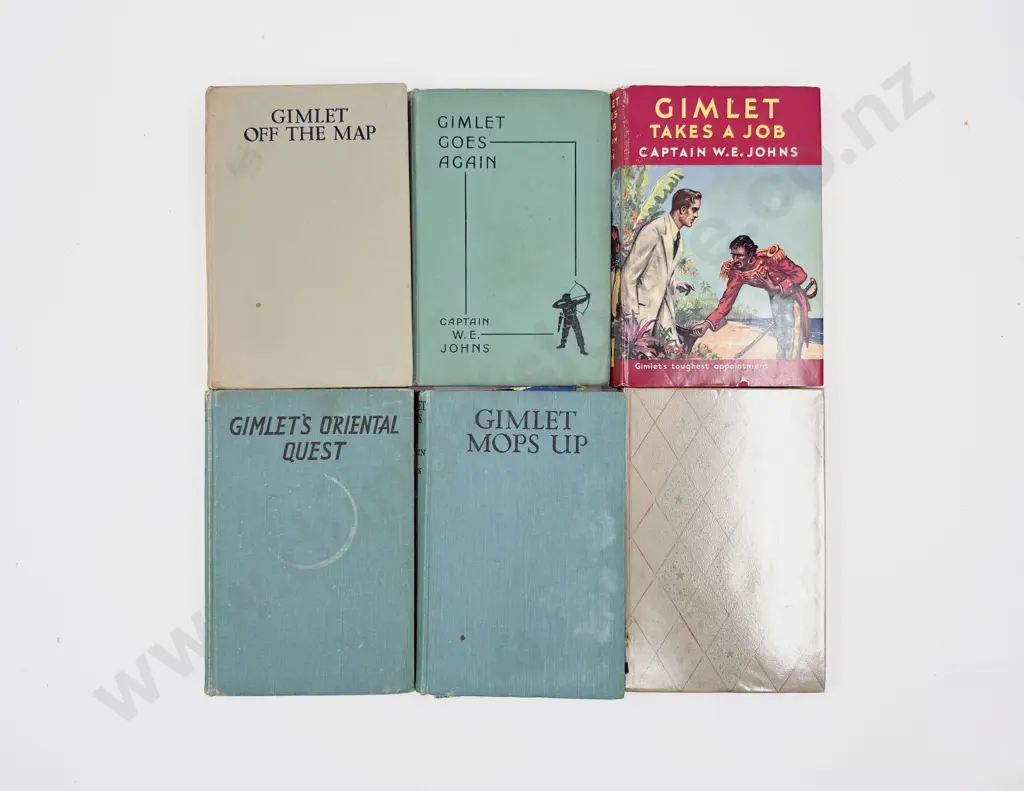 GIMLET
OFF THE MAP
GIMLET
GOES
AGAIN
CAPTAIN
W.E.
JOHNS
GIMLET
TAKES A JOB
CAPTAIN W.E. JOHNS
Gimlet's toughest appointment
GIMLET'S ORIENTAL
QUEST
GIMLET
MOPS UP